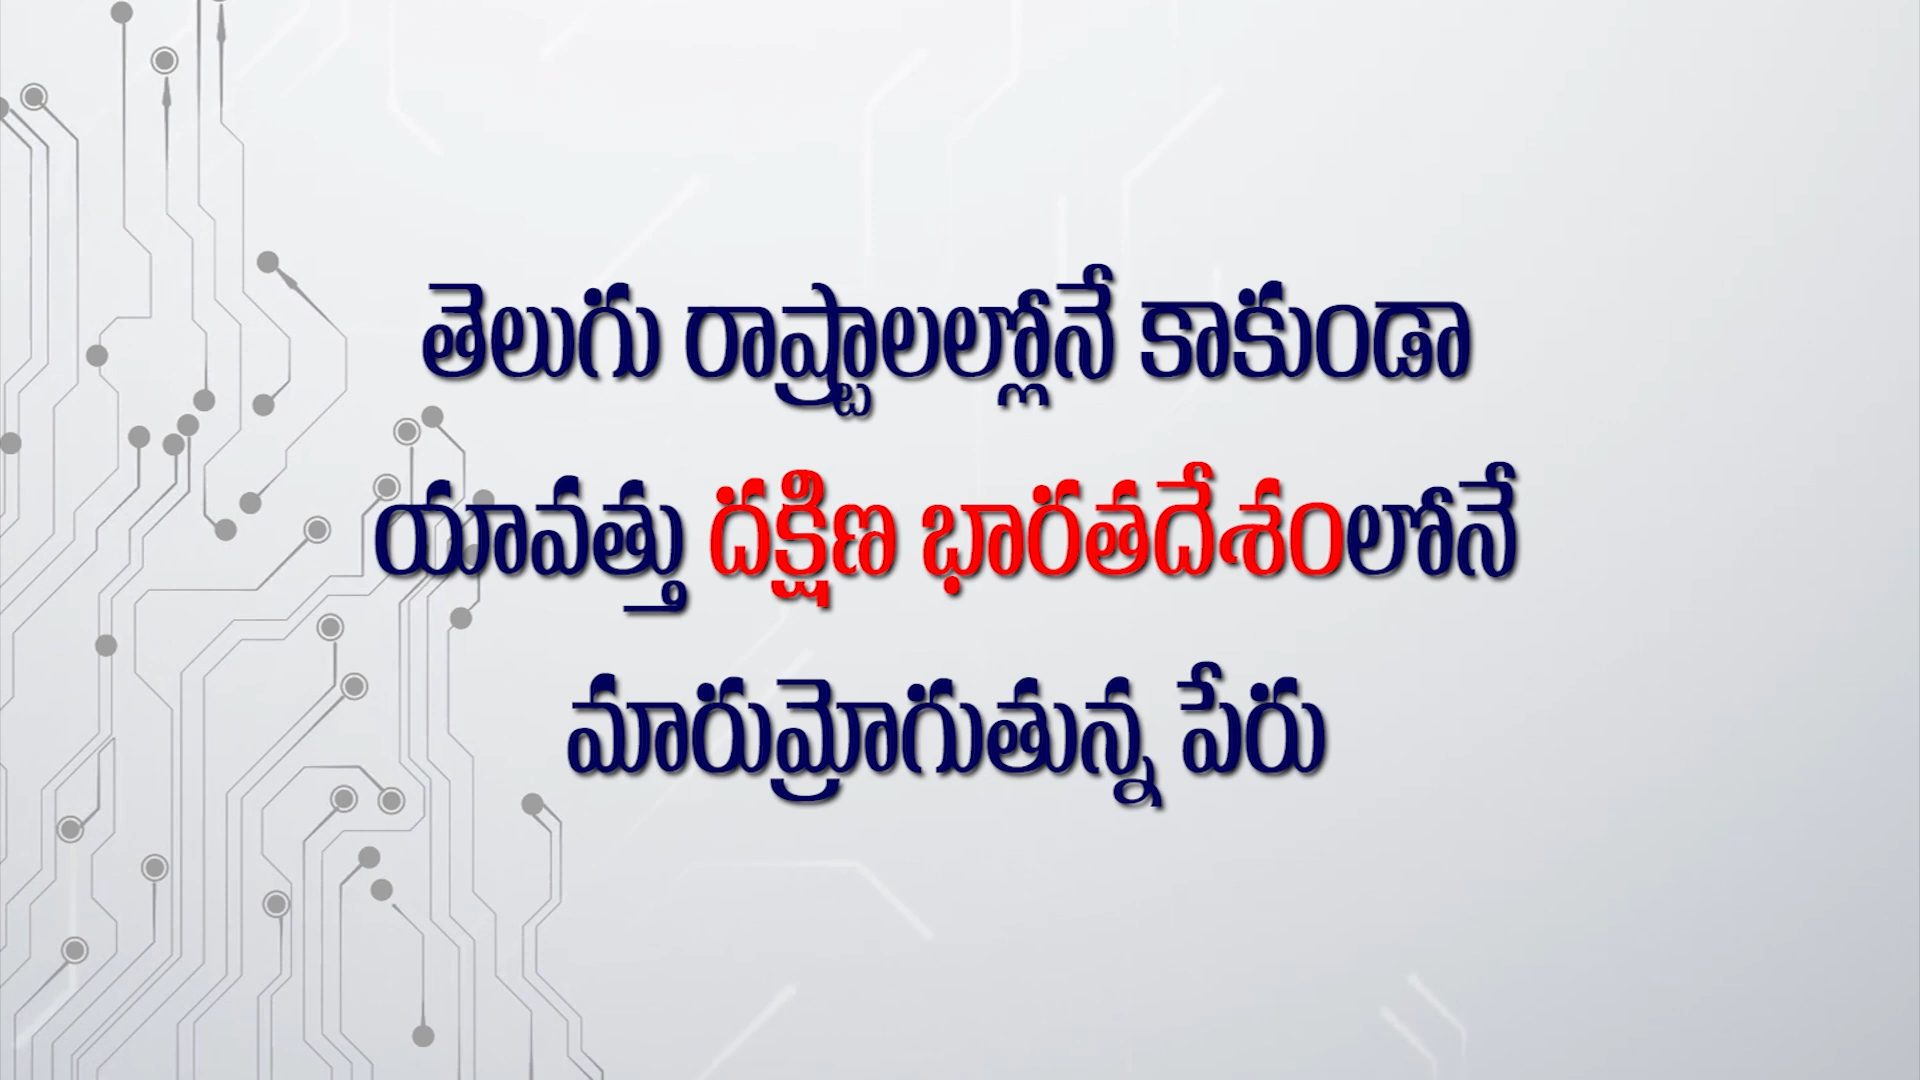 తెలుగు రాష్ట్రాలల్లోనే కాకుండా
యావత్తు దక్షిణ భారతదేశంలోనే
మారుమ్రోగుతున్న పేరు